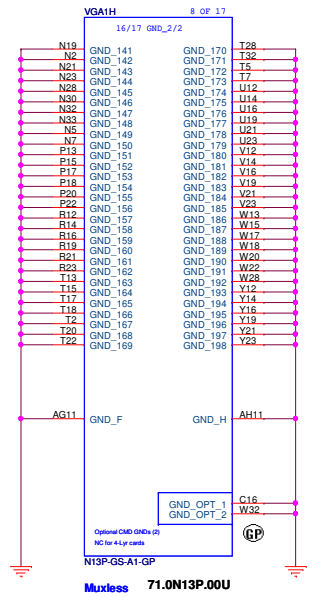 VGA1H 8 OF 17
16/17 GND_2/2
N19 GND_141 GND_170 T28
N2 GND_142 GND_171 T32
N21 GND_143 GND_172 T5
N23 GND_144 GND_173 T7
N28 GND_145 GND_174 U12
N30 GND_146 GND_175 U14
N32 GND_147 GND_176 U16
N33 GND_148 GND_177 U19
N5 GND_149 GND_178 U21
N7 GND_150 GND_179 U23
P13 GND_151 GND_180 V12
P15 GND_152 GND_181 V14
P17 GND_153 GND_182 V16
P18 GND_154 GND_183 V19
P20 GND_155 GND_184 V21
P22 GND_156 GND_185 V23
R12 GND_157 GND_186 W13
R14 GND_158 GND_187 W15
R16 GND_159 GND_188 W17
R19 GND_160 GND_189 W18
R21 GND_161 GND_190 W20
R23 GND_162 GND_191 W22
T13 GND_163 GND_192 W28
T15 GND_164 GND_193 Y12
T17 GND_165 GND_194 Y14
T18 GND_166 GND_195 Y16
T2 GND_167 GND_196 Y19
T20 GND_168 GND_197 Y21
T22 GND_169 GND_198 Y23
AG11 GND_F GND_H AH11
GND_OPT_1 C16
GND_OPT_2 W32
Optional CMD GNDs (2)
NC for 4-Lyr cards
GP
N13P-GS-A1-GP
Muxless 71.0N13P.00U